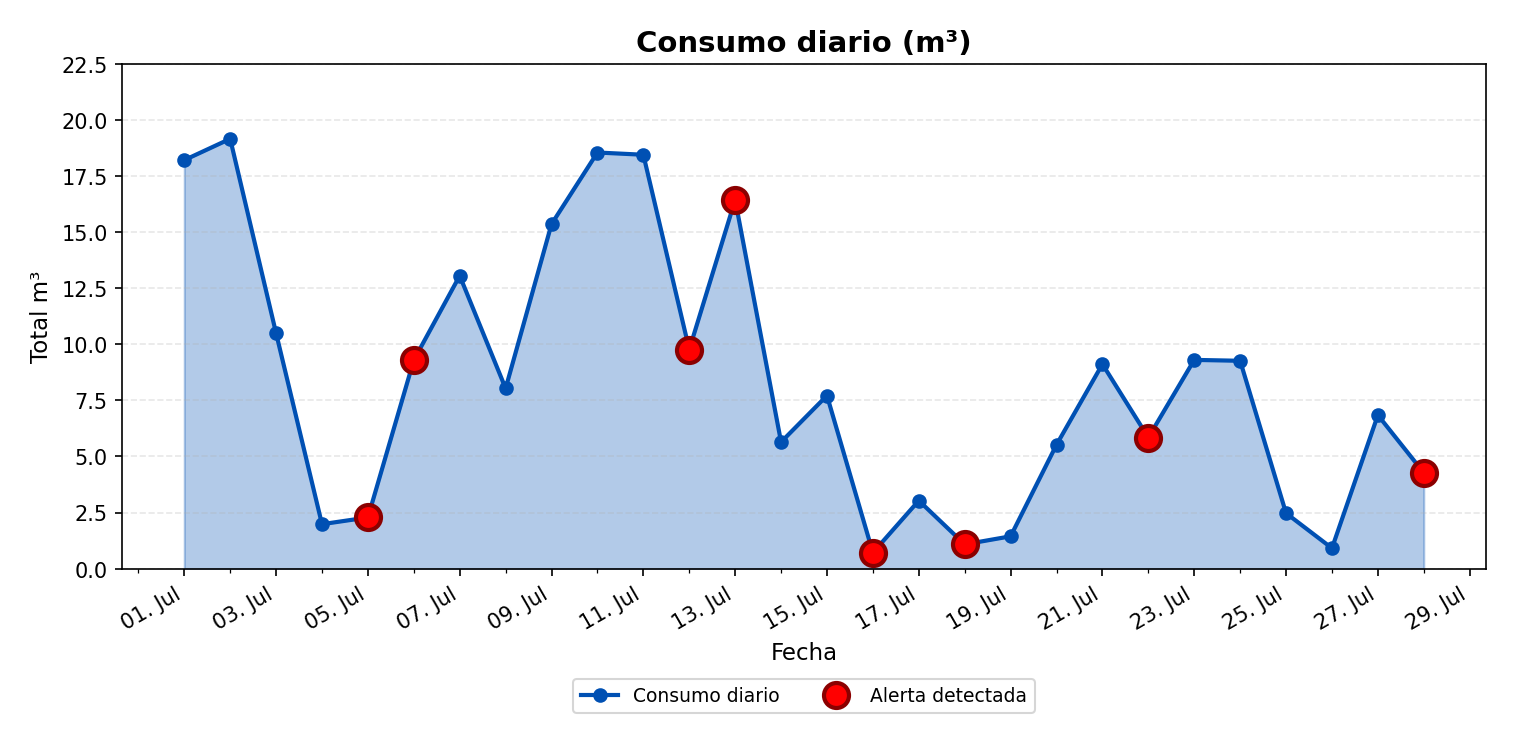 Consumo diario (m³)
22.5
20.0
17.5
15.0
12.5
10.0
7.5
5.0
2.5
0.0
Total m³
01. Jul
03. Jul
05. Jul
07. Jul
09. Jul
11. Jul
13. Jul
15. Jul
17. Jul
19. Jul
21. Jul
23. Jul
25. Jul
27. Jul
29. Jul
Fecha
Consumo diario
Alerta detectada